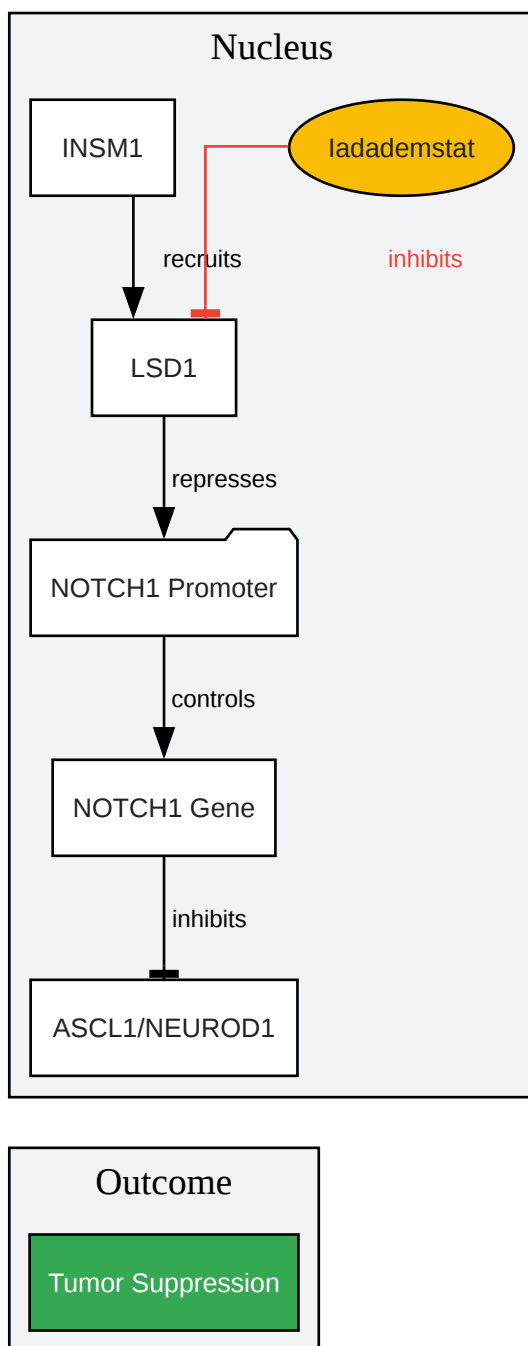 Nucleus
INSM1
Iadademstat
recruits
inhibits
LSD1
represses
NOTCH1 Promoter
controls
NOTCH1 Gene
inhibits
ASCL1/NEUROD1
Outcome
Tumor Suppression